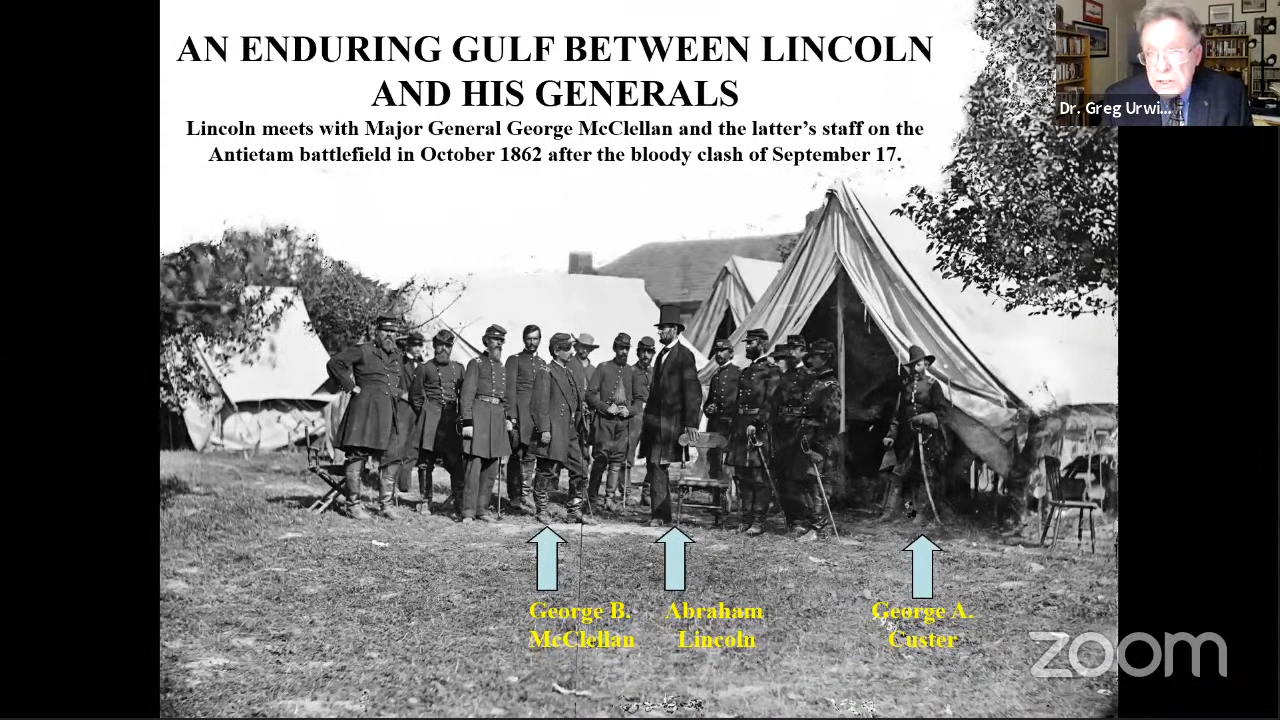 AN ENDURING GULF BETWEEN LINCOLN
AND HIS GENERALS
Lincoln meets with Major General George McClellan and the latter’s staff on the
Antietam battlefield in October 1862 after the bloody clash of September 17.
Dr. Greg Urwi...
George B.
McClellan
Abraham
Lincoln
George A.
Custer
zoom